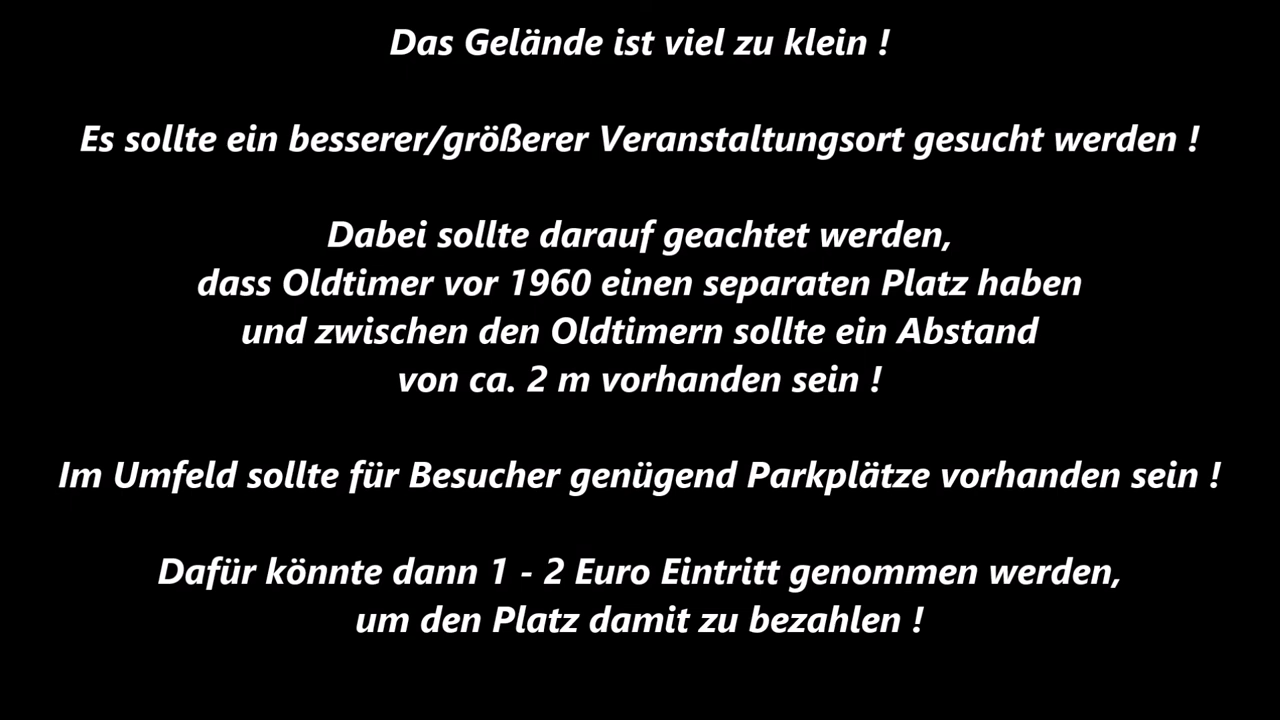 Das Gelände ist viel zu klein !
Es sollte ein besserer/größerer Veranstaltungsort gesucht werden !
Dabei sollte darauf geachtet werden,
dass Oldtimer vor 1960 einen separaten Platz haben
und zwischen den Oldtimern sollte ein Abstand
von ca. 2 m vorhanden sein !
Im Umfeld sollte für Besucher genügend Parkplätze vorhanden sein !
Dafür könnte dann 1 - 2 Euro Eintritt genommen werden,
um den Platz damit zu bezahlen !